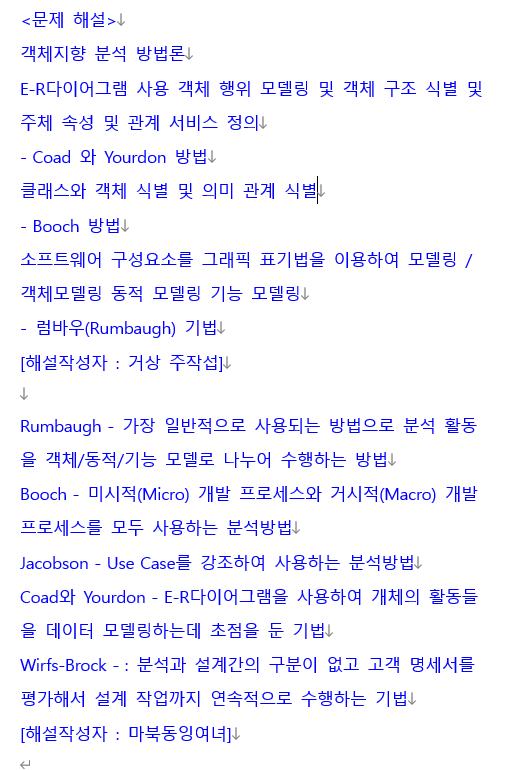 <문제 해설>
객체지향 분석 방법론
E-R다이어그램 사용 객체 행위 모델링 및 객체 구조 식별 및
주체 속성 및 관계 서비스 정의
- Coad 와 Yourdon 방법
클래스와 객체 식별 및 의미 관계 식별
- Booch 방법
소프트웨어 구성요소를 그래픽 표기법을 이용하여 모델링 /
객체모델링 동적 모델링 기능 모델링
- 럼바우(Rumbaugh) 기법
[해설작성자 : 거상 주작섭]
Rumbaugh - 가장 일반적으로 사용되는 방법으로 분석 활동
을 객체/동적/기능 모델로 나누어 수행하는 방법
Booch - 미시적(Micro) 개발 프로세스와 거시적(Macro) 개발
프로세스를 모두 사용하는 분석방법
Jacobson - Use Case를 강조하여 사용하는 분석방법
Coad와 Yourdon - E-R다이어그램을 사용하여 개체의 활동들
을 데이터 모델링하는데 초점을 둔 기법
Wirfs-Brock - : 분석과 설계간의 구분이 없고 고객 명세서를
평가해서 설계 작업까지 연속적으로 수행하는 기법
[해설작성자 : 마북동잉여녀]